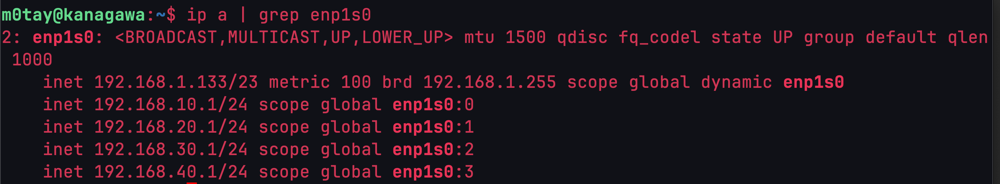 m0tay@kanagawa:~$ ip a | grep enp1s0
2: enp1s0: <BROADCAST,MULTICAST,UP,LOWER_UP> mtu 1500 qdisc fq_codel state UP group default qlen
 1000
    inet 192.168.1.133/23 metric 100 brd 192.168.1.255 scope global dynamic enp1s0
    inet 192.168.10.1/24 scope global enp1s0:0
    inet 192.168.20.1/24 scope global enp1s0:1
    inet 192.168.30.1/24 scope global enp1s0:2
    inet 192.168.40.1/24 scope global enp1s0:3